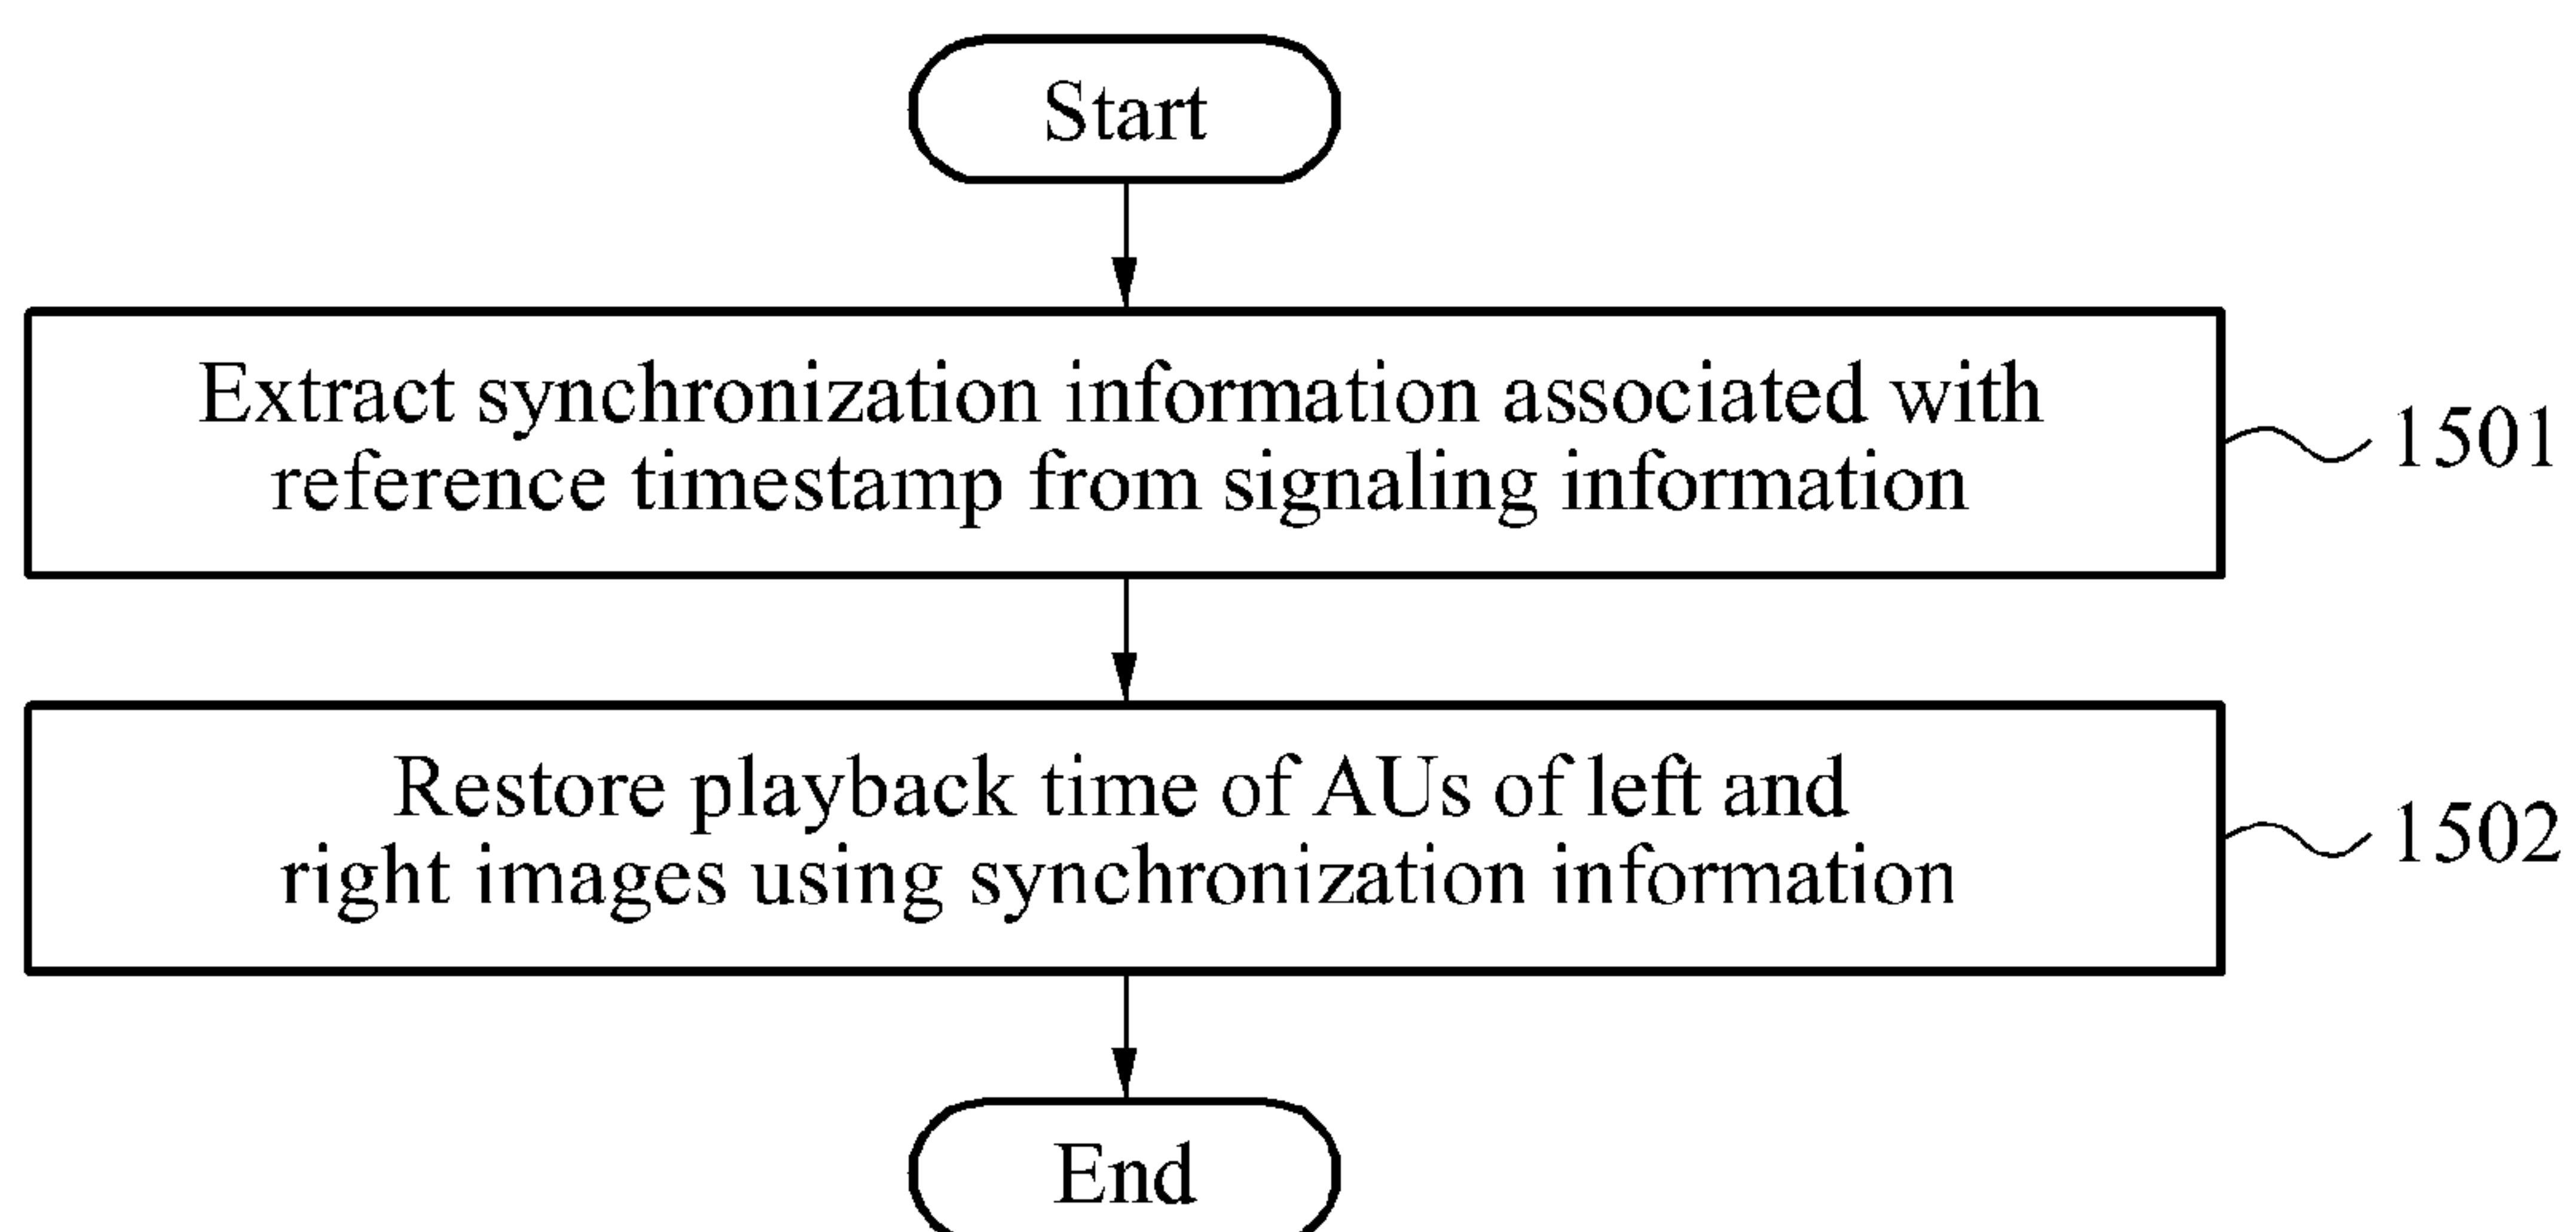 Start
Extract synchronization information associated with
reference timestamp from signaling information
1501
Restore playback time of AUs of left and
right images using synchronization information
1502
End